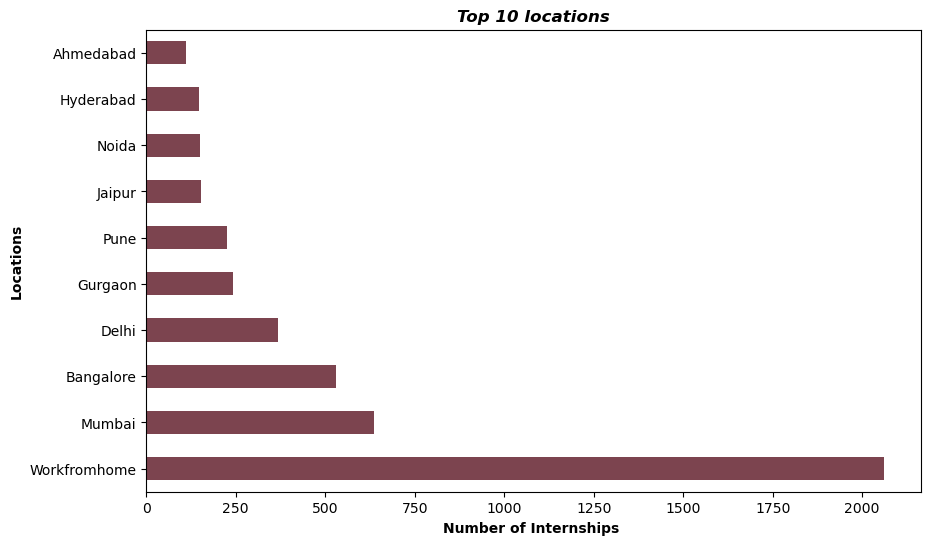 Top 10 locations
Locations
Ahmedabad
Hyderabad
Noida
Jaipur
Pune
Gurgaon
Delhi
Bangalore
Mumbai
Workfromhome
0 250 500 750 1000 1250 1500 1750 2000
Number of Internships